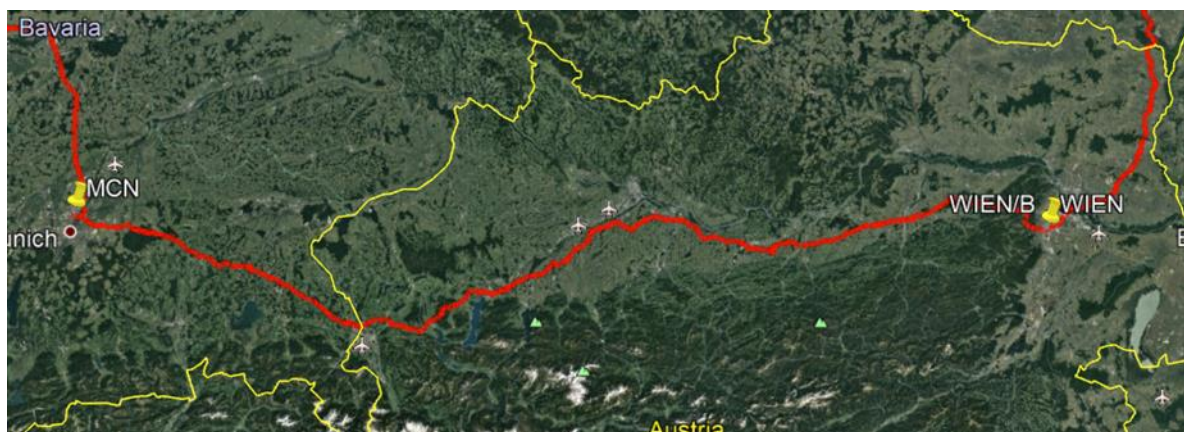 Bavaria
MCN
WIEN/B
WIEN
unich
Austria